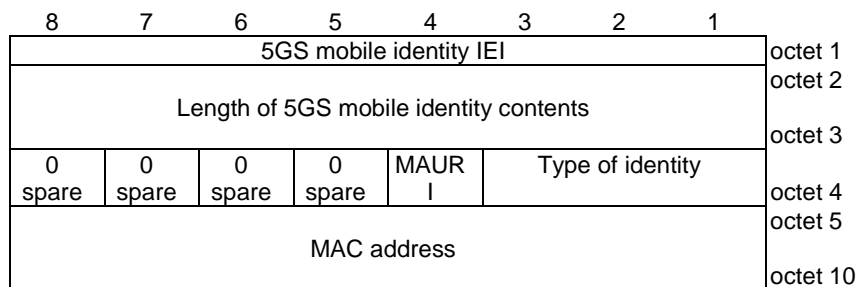 8 7 6 5 4 3 2 1
5GS mobile identity IEI octet 1
octet 2
Length of 5GS mobile identity contents
octet 3
0 0 0 0 MAUR Type of identity
spare spare spare spare I octet 4
octet 5
MAC address
octet 10